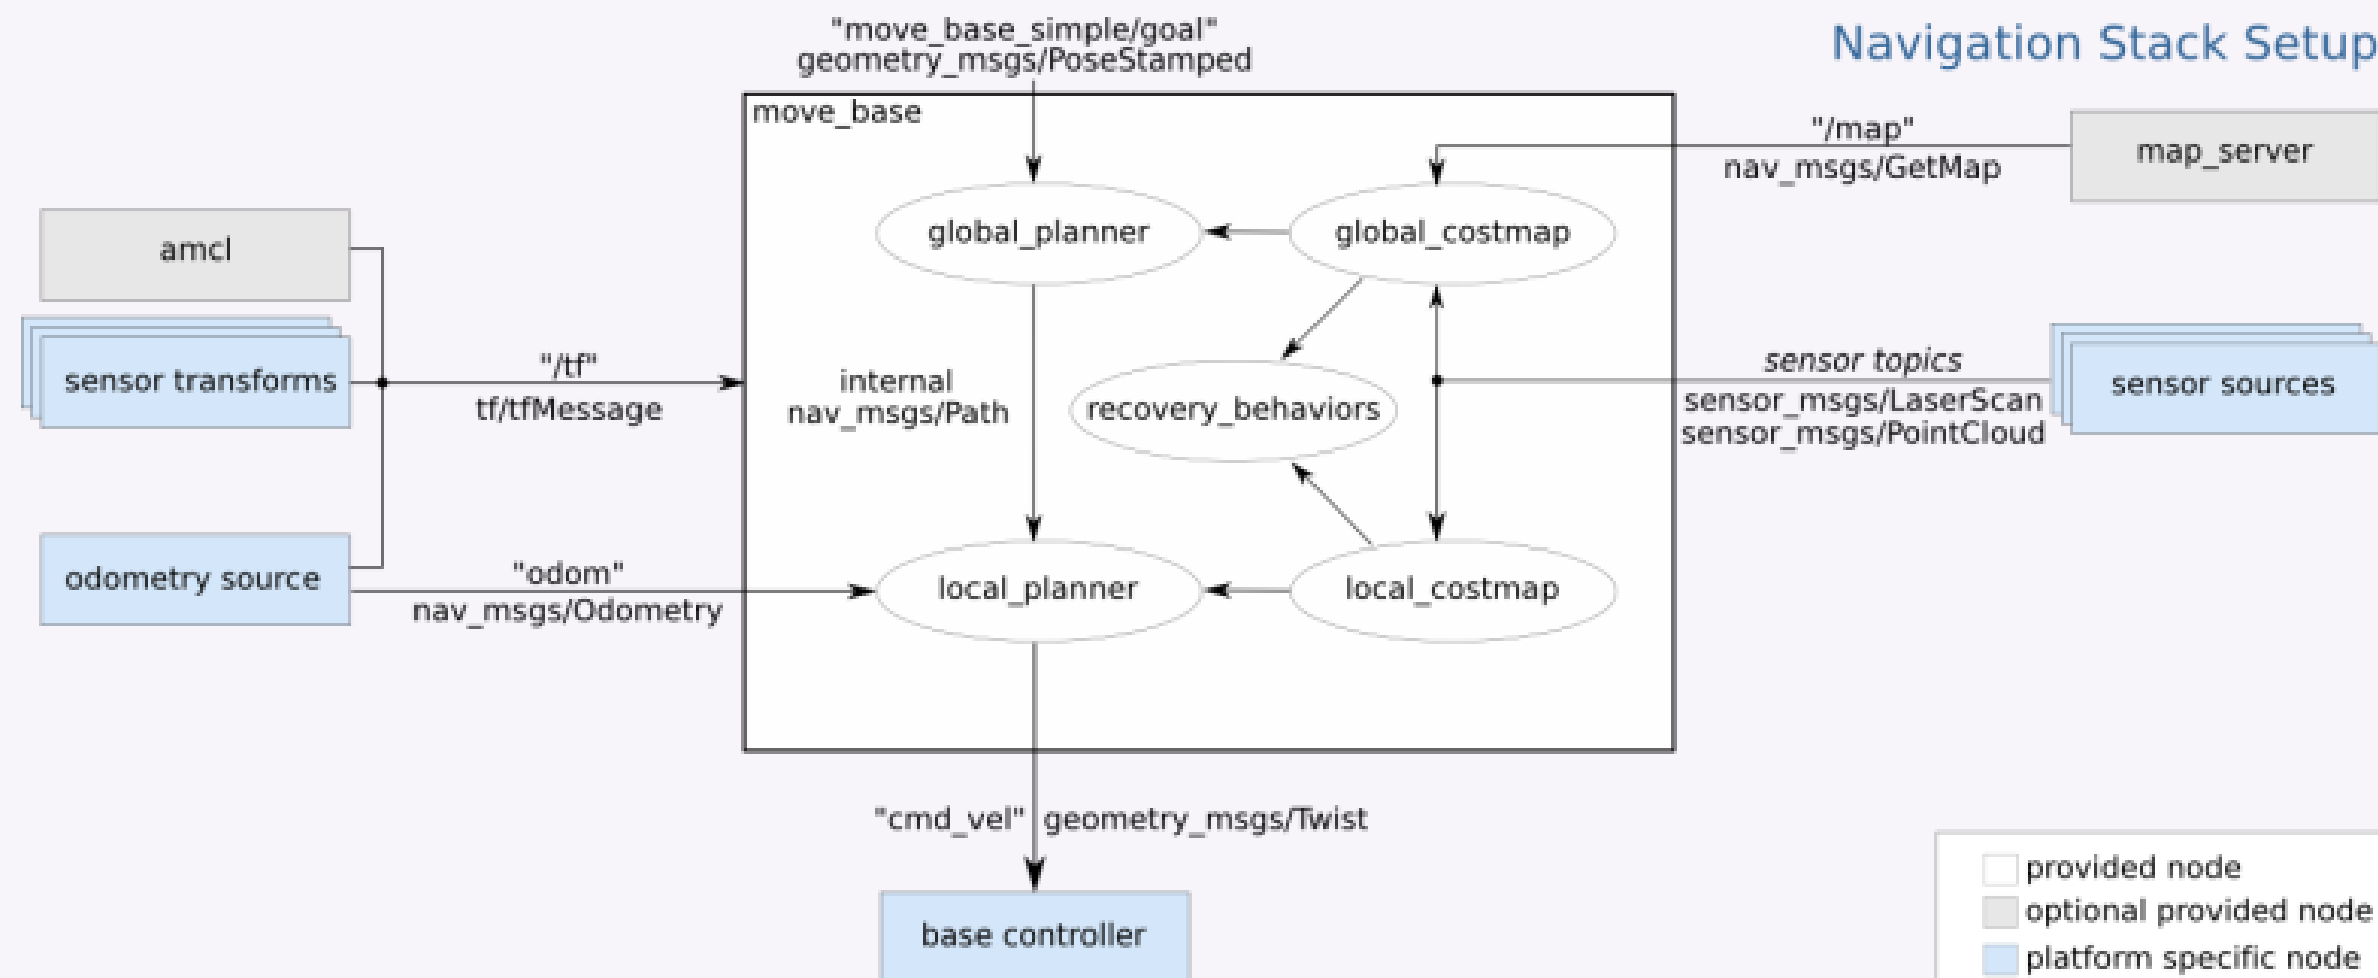 "move_base_simple/goal"
geometry_msgs/PoseStamped
Navigation Stack Setup
move_base
"/map"
nav_msgs/GetMap
map_server
global_planner
global_costmap
amcl
sensor transforms
"/tf"
tf/tfMessage
internal
nav_msgs/Path
recovery_behaviors
sensor topics
sensor_msgs/LaserScan
sensor_msgs/PointCloud
sensor sources
odometry source
"odom"
nav_msgs/Odometry
local_planner
local_costmap
"cmd_vel" geometry_msgs/Twist
base controller
provided node
optional provided node
platform specific node